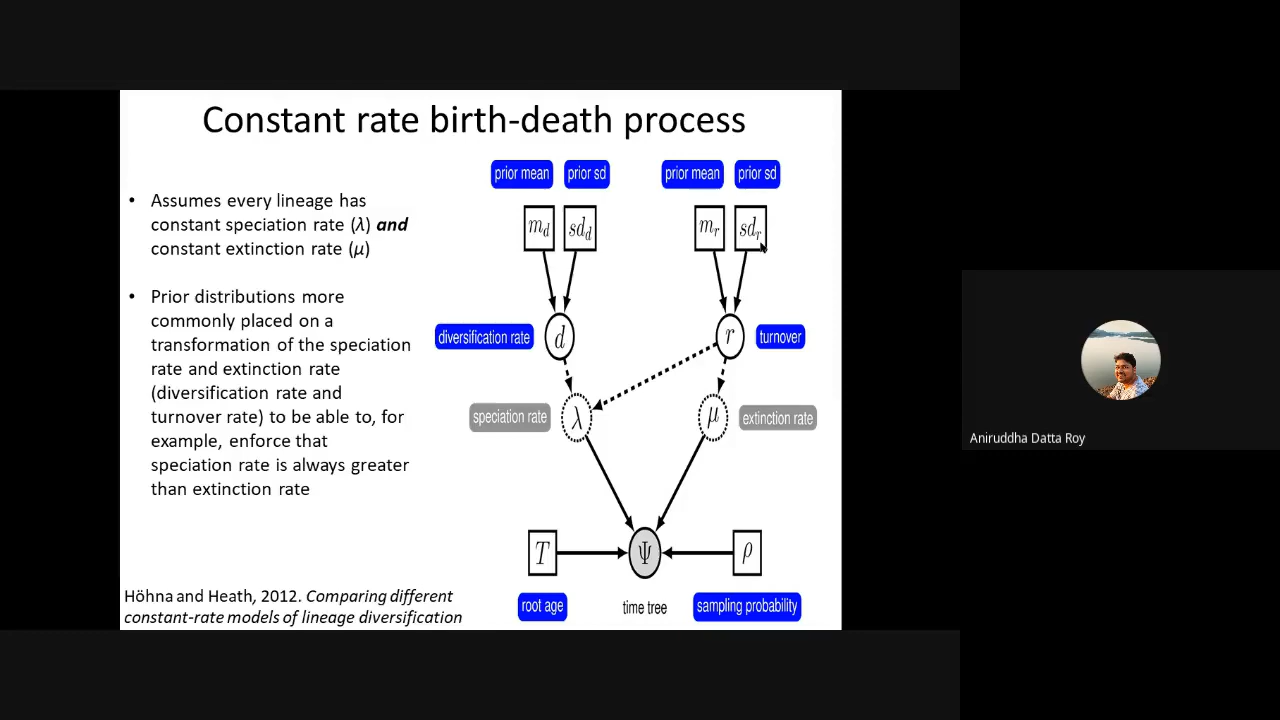 Constant rate birth-death process
• Assumes every lineage has
constant speciation rate (λ) and
constant extinction rate (μ)
• Prior distributions more
commonly placed on a
transformation of the speciation
rate and extinction rate
(diversification rate and
turnover rate) to be able to, for
example, enforce that
speciation rate is always greater
than extinction rate
prior mean prior sd prior mean prior sd
m_d sd_d m_r sd_r
diversification rate d r turnover
speciation rate λ μ extinction rate
T Ψ ρ
root age time tree sampling probability
Höhna and Heath, 2012. Comparing different
constant-rate models of lineage diversification
Aniruddha Datta Roy